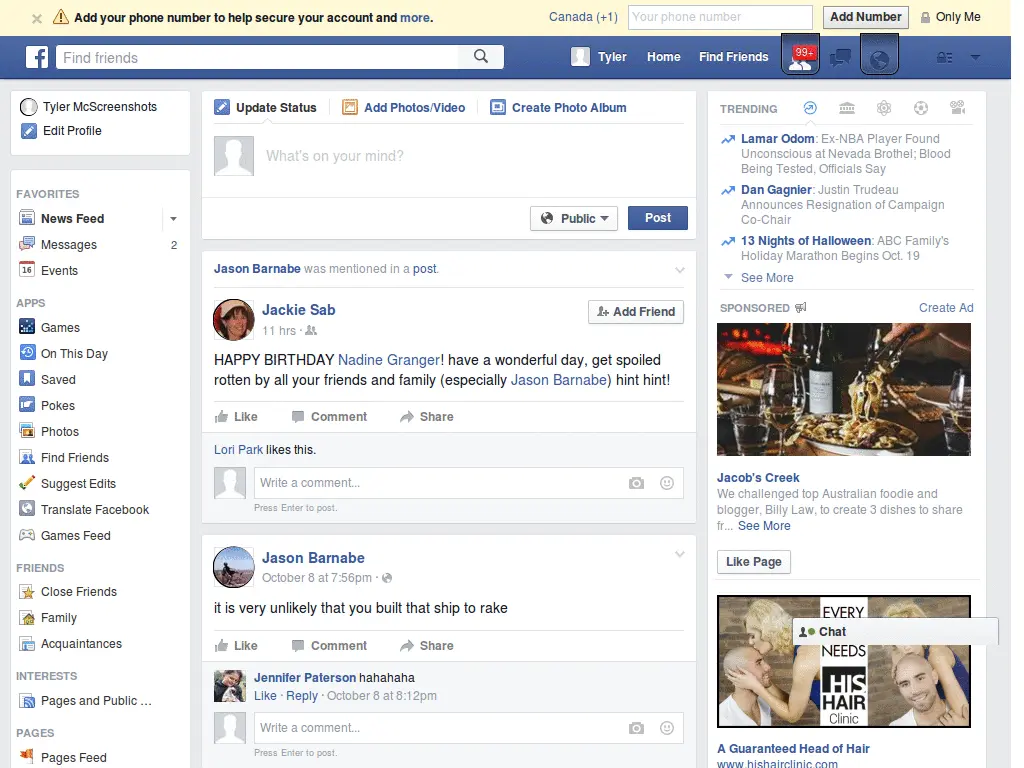 Add your phone number to help secure your account and more.
Canada (+1)
Your phone number
Add Number
Only Me
f
Find friends
Tyler
Home
Find Friends
99+
Tyler McScreenshots
Edit Profile
FAVORITES
News Feed
Messages 2
16 Events
APPS
Games
On This Day
Saved
Pokes
Photos
Find Friends
Suggest Edits
Translate Facebook
Games Feed
FRIENDS
Close Friends
Family
Acquaintances
INTERESTS
Pages and Public ...
PAGES
Pages Feed
Update Status
Add Photos/Video
Create Photo Album
What's on your mind?
Public
Post
Jason Barnabe was mentioned in a post.
Jackie Sab
11 hrs ·
Add Friend
HAPPY BIRTHDAY Nadine Granger! have a wonderful day, get spoiled
rotten by all your friends and family (especially Jason Barnabe) hint hint!
Like Comment Share
Lori Park likes this.
Write a comment...
Press Enter to post.
Jason Barnabe
October 8 at 7:56pm ·
it is very unlikely that you built that ship to rake
Like Comment Share
Jennifer Paterson hahahaha
Like · Reply · October 8 at 8:12pm
Write a comment...
Press Enter to post.
TRENDING
Lamar Odom: Ex-NBA Player Found
Unconscious at Nevada Brothel; Blood
Being Tested, Officials Say
Dan Gagnier: Justin Trudeau
Announces Resignation of Campaign
Co-Chair
13 Nights of Halloween: ABC Family's
Holiday Marathon Begins Oct. 19
See More
SPONSORED
Create Ad
Jacob's Creek
We challenged top Australian foodie and
blogger, Billy Law, to create 3 dishes to share
fr... See More
Like Page
EVERY
Chat
NEEDS
HIS
HAIR
Clinic
A Guaranteed Head of Hair
www.hishairclinic.com